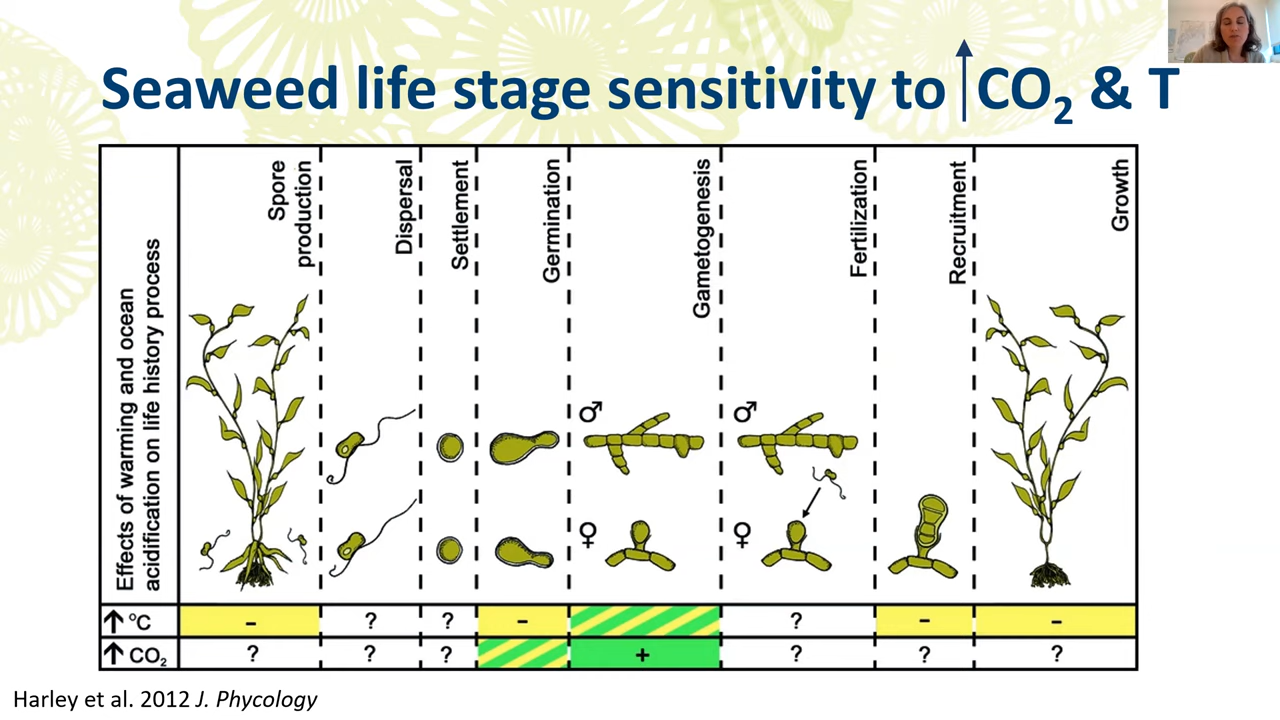 Seaweed life stage sensitivity to ↑ CO₂ & T
Effects of warming and ocean
acidification on life history process
Spore
production
Dispersal
Settlement
Germination
Gametogenesis
Fertilization
Recruitment
Growth
♂
♂
♀
♀
↑ °C - ? ? - ? - -
↑ CO₂ ? ? ? + ? ? ?
Harley et al. 2012 J. Phycology